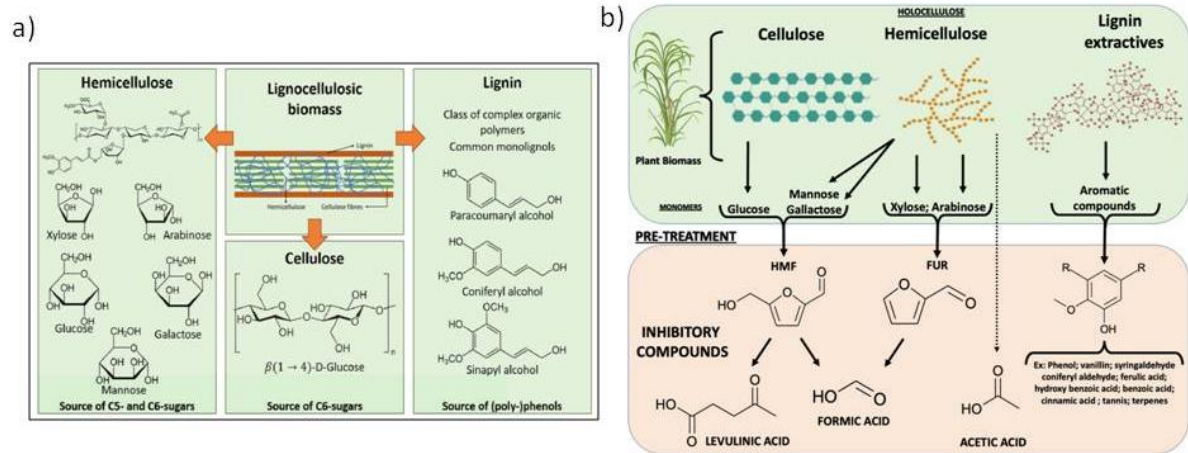 a)
Hemicellulose
Xylose
Arabinose
Glucose
Galactose
Mannose
Source of C5- and C6-sugars
Lignocellulosic
biomass
Lignin
Hemicellulose
Cellulose fibres
Cellulose
β(1 → 4)-D-Glucose
Source of C6-sugars
Lignin
Class of complex organic
polymers
Common monolignols
Paracoumaryl alcohol
Coniferyl alcohol
Sinapyl alcohol
Source of (poly-)phenols
b)
HOLOCELLULOSE
Cellulose
Hemicellulose
Lignin
extractives
Plant Biomass
MONOMERS
Glucose
Mannose
Gallactose
Xylose; Arabinose
Aromatic
compounds
PRE-TREATMENT
HMF
FUR
INHIBITORY
COMPOUNDS
LEVULINIC ACID
FORMIC ACID
ACETIC ACID
Ex: Phenol; vanillin; syringaldehyde
coniferyl aldehyde; ferulic acid;
hydroxy benzoic acid; benzoic acid;
cinnamic acid ; tannis; terpenes